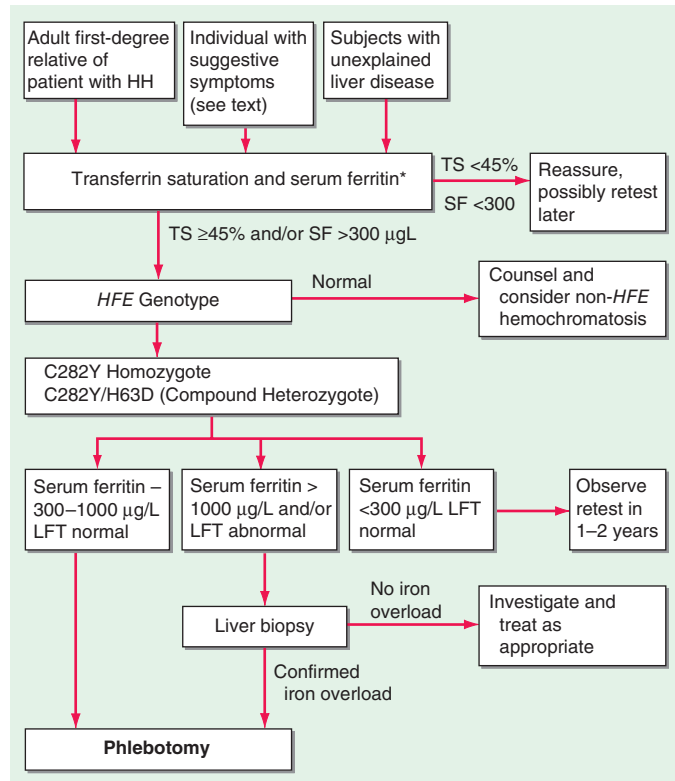 Adult first-degree
relative of
patient with HH
Individual with
suggestive
symptoms
(see text)
Subjects with
unexplained
liver disease
Transferrin saturation and serum ferritin*
TS <45%
SF <300
Reassure,
possibly retest
later
TS ≥45% and/or SF >300 μgL
HFE Genotype
Normal
Counsel and
consider non-HFE
hemochromatosis
C282Y Homozygote
C282Y/H63D (Compound Heterozygote)
Serum ferritin –
300–1000 μg/L
LFT normal
Serum ferritin >
1000 μg/L and/or
LFT abnormal
Serum ferritin
<300 μg/L LFT
normal
Observe
retest in
1–2 years
Liver biopsy
No iron
overload
Investigate and
treat as
appropriate
Confirmed
iron overload
Phlebotomy